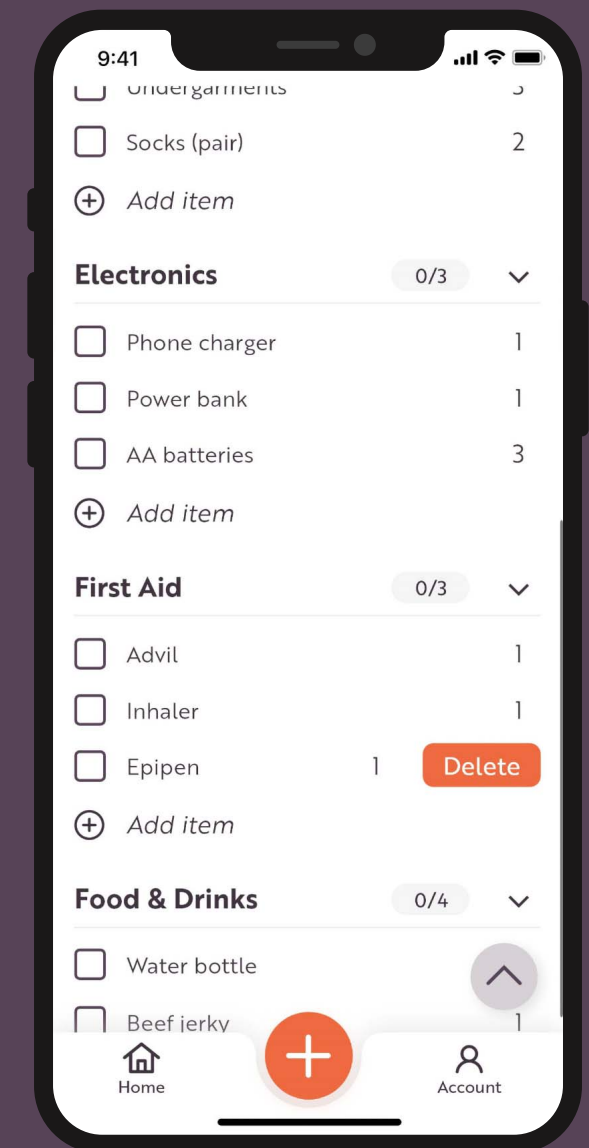 9:41
Undergarments 3
Socks (pair) 2
Add item
Electronics 0/3
Phone charger 1
Power bank 1
AA batteries 3
Add item
First Aid 0/3
Advil 1
Inhaler 1
Epipen 1 Delete
Add item
Food & Drinks 0/4
Water bottle
Beef jerky 1
Home Account